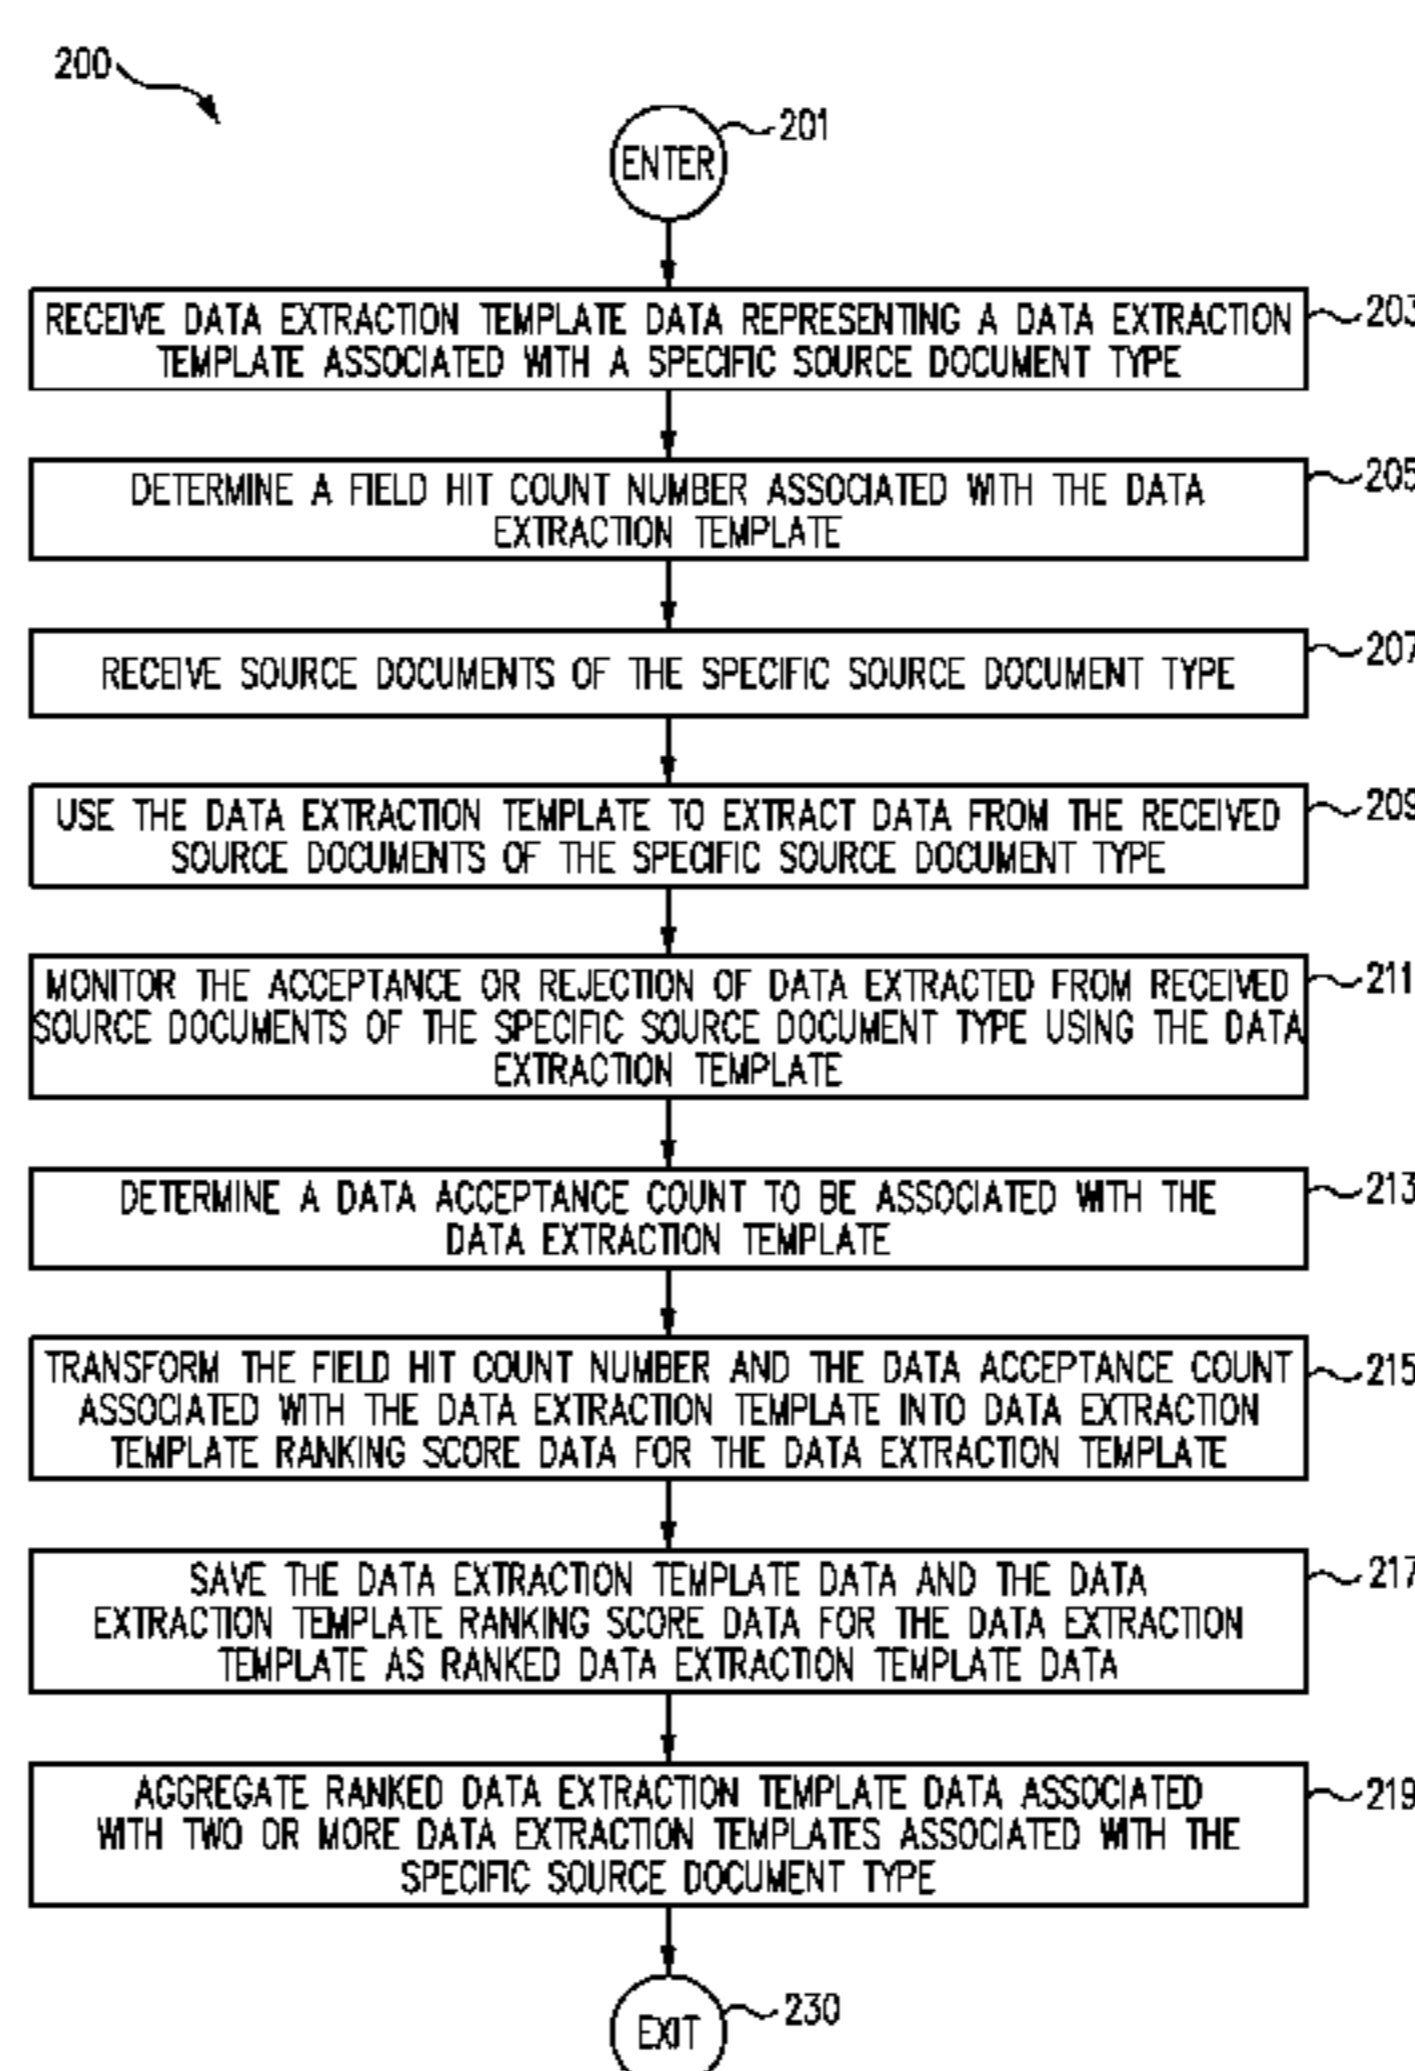 200
ENTER
201
RECEIVE DATA EXTRACTION TEMPLATE DATA REPRESENTING A DATA EXTRACTION
TEMPLATE ASSOCIATED WITH A SPECIFIC SOURCE DOCUMENT TYPE
203
DETERMINE A FIELD HIT COUNT NUMBER ASSOCIATED WITH THE DATA
EXTRACTION TEMPLATE
205
RECEIVE SOURCE DOCUMENTS OF THE SPECIFIC SOURCE DOCUMENT TYPE
207
USE THE DATA EXTRACTION TEMPLATE TO EXTRACT DATA FROM THE RECEIVED
SOURCE DOCUMENTS OF THE SPECIFIC SOURCE DOCUMENT TYPE
209
MONITOR THE ACCEPTANCE OR REJECTION OF DATA EXTRACTED FROM RECEIVED
SOURCE DOCUMENTS OF THE SPECIFIC SOURCE DOCUMENT TYPE USING THE DATA
EXTRACTION TEMPLATE
211
DETERMINE A DATA ACCEPTANCE COUNT TO BE ASSOCIATED WITH THE
DATA EXTRACTION TEMPLATE
213
TRANSFORM THE FIELD HIT COUNT NUMBER AND THE DATA ACCEPTANCE COUNT
ASSOCIATED WITH THE DATA EXTRACTION TEMPLATE INTO DATA EXTRACTION
TEMPLATE RANKING SCORE DATA FOR THE DATA EXTRACTION TEMPLATE
215
SAVE THE DATA EXTRACTION TEMPLATE DATA AND THE DATA
EXTRACTION TEMPLATE RANKING SCORE DATA FOR THE DATA EXTRACTION
TEMPLATE AS RANKED DATA EXTRACTION TEMPLATE DATA
217
AGGREGATE RANKED DATA EXTRACTION TEMPLATE DATA ASSOCIATED
WITH TWO OR MORE DATA EXTRACTION TEMPLATES ASSOCIATED WITH THE
SPECIFIC SOURCE DOCUMENT TYPE
219
EXIT
230